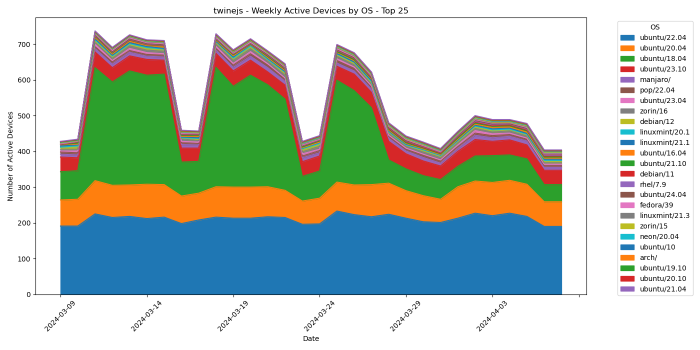 twinejs - Weekly Active Devices by OS - Top 25
Number of Active Devices
700
600
500
400
300
200
100
0
2024-03-09
2024-03-14
2024-03-19
2024-03-24
2024-03-29
2024-04-03
Date
OS
ubuntu/22.04
ubuntu/20.04
ubuntu/18.04
ubuntu/23.10
manjaro/
pop/22.04
ubuntu/23.04
zorin/16
debian/12
linuxmint/20.1
linuxmint/21.1
ubuntu/16.04
ubuntu/21.10
debian/11
rhel/7.9
ubuntu/24.04
fedora/39
linuxmint/21.3
zorin/15
neon/20.04
ubuntu/10
arch/
ubuntu/19.10
ubuntu/20.10
ubuntu/21.04